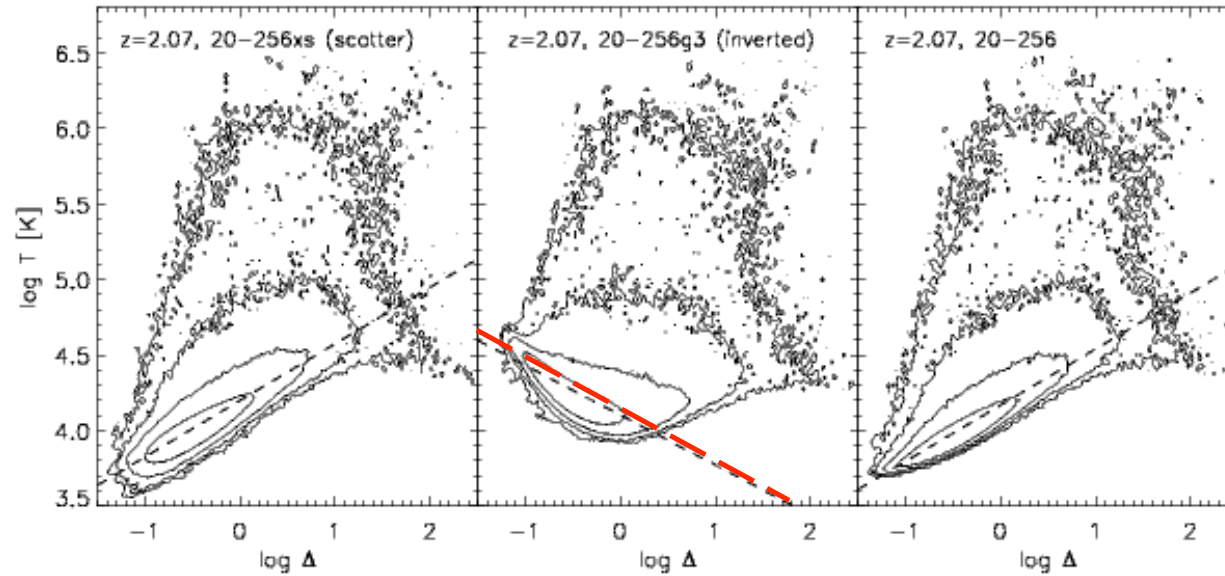 z=2.07, 20-256xs (scatter)
z=2.07, 20-256g3 (inverted)
z=2.07, 20-256
log T [K]
6.5
6.0
5.5
5.0
4.5
4.0
3.5
-1 0 1 2
-1 0 1 2
-1 0 1 2
log Δ
log Δ
log Δ